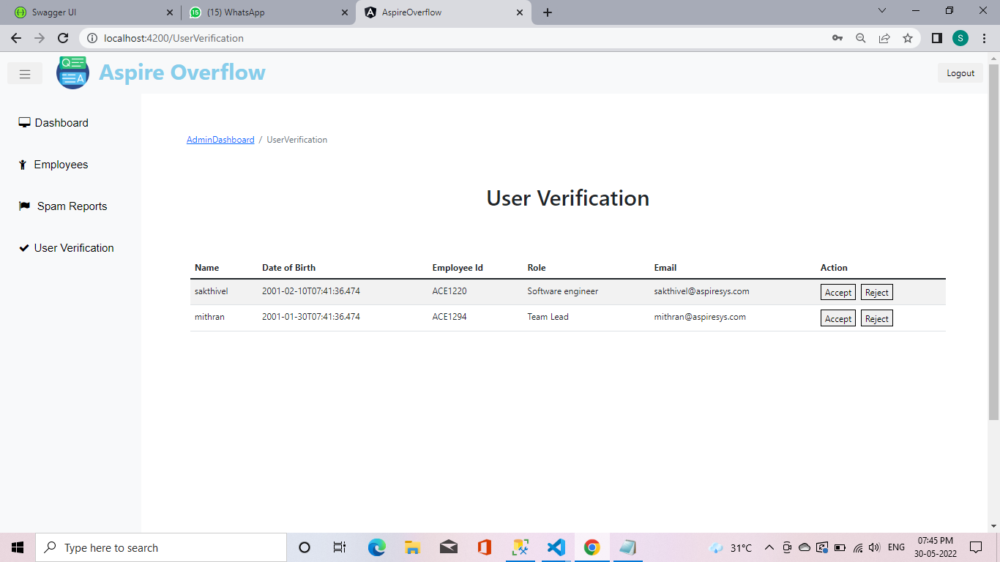 Swagger UI
(15) WhatsApp
AspireOverflow
localhost:4200/UserVerification
S
Q
A
Aspire Overflow
Logout
Dashboard
Employees
Spam Reports
User Verification
AdminDashboard / UserVerification
User Verification
Name Date of Birth Employee Id Role Email Action
sakthivel 2001-02-10T07:41:36.474 ACE1220 Software engineer sakthivel@aspiresys.com Accept Reject
mithran 2001-01-30T07:41:36.474 ACE1294 Team Lead mithran@aspiresys.com Accept Reject
Type here to search
31°C
ENG
07:45 PM
30-05-2022